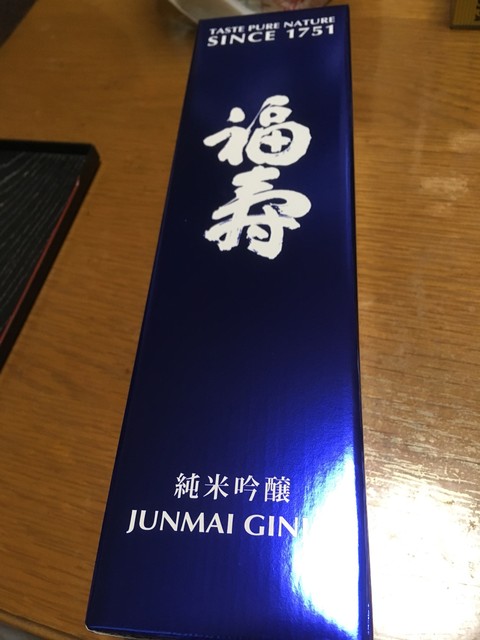 TASTE PURE NATURE
SINCE 1751
福寿
純米吟醸
JUNMAI GIN